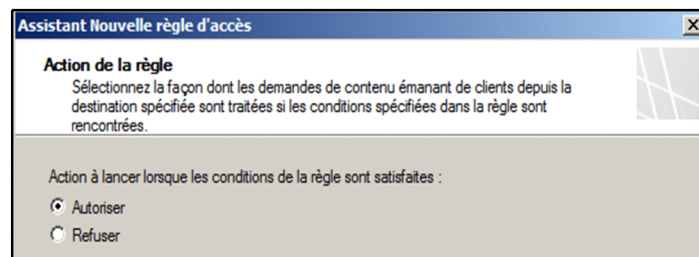 Assistant Nouvelle règle d'accès
Action de la règle
Sélectionnez la façon dont les demandes de contenu émanant de clients depuis la
destination spécifiée sont traitées si les conditions spécifiées dans la règle sont
rencontrées.
Action à lancer lorsque les conditions de la règle sont satisfaites :
Autoriser
Refuser